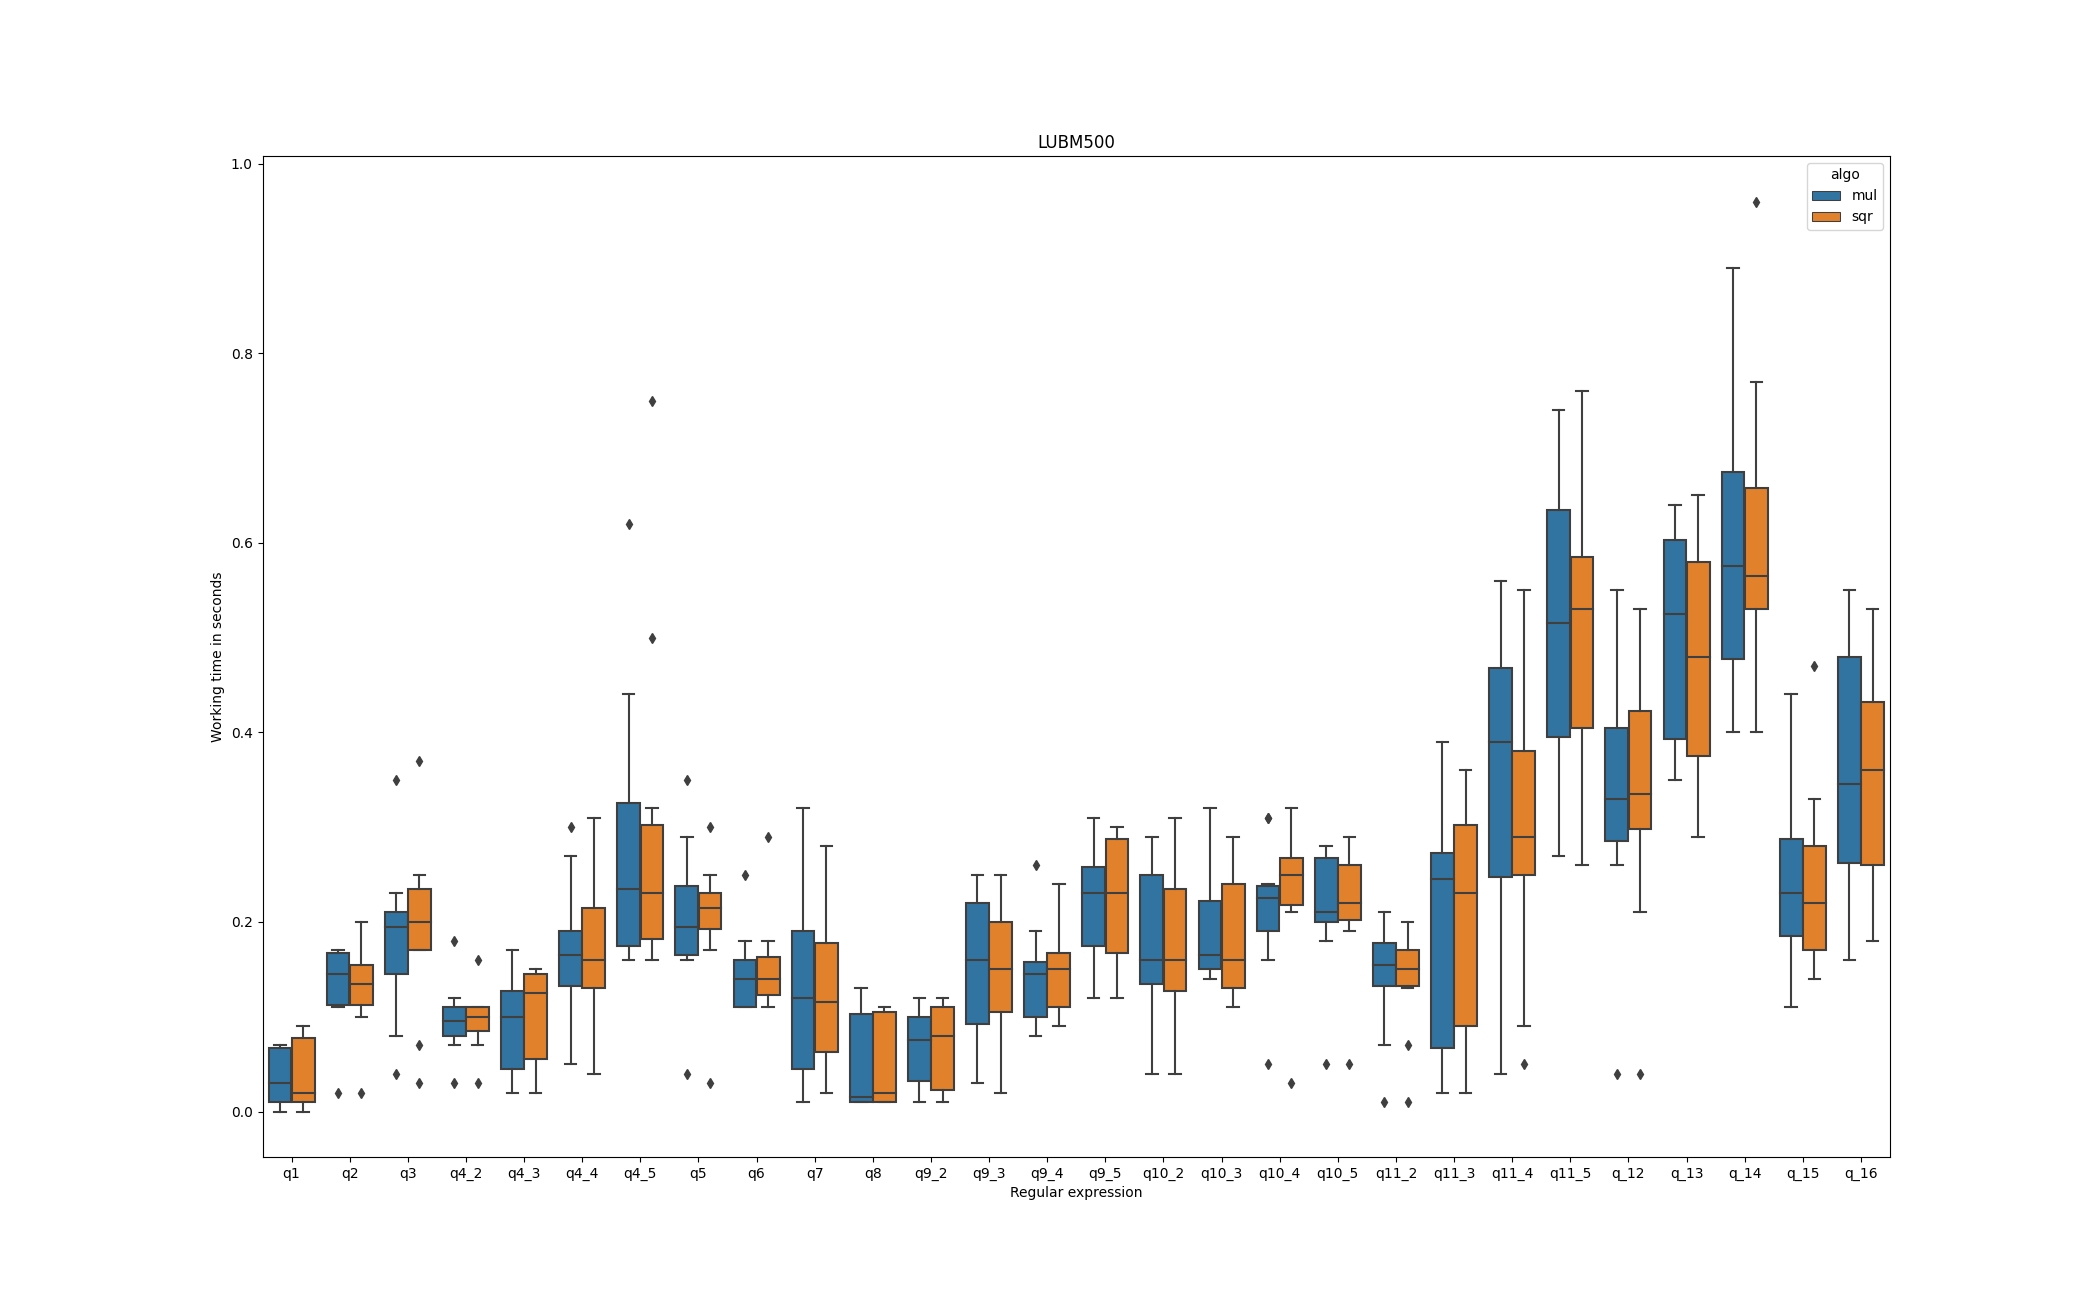 LUBM500
algo
mul
sqr
1.0
0.8
0.6
0.4
0.2
0.0
Working time in seconds
q1 q2 q3 q4_2 q4_3 q4_4 q4_5 q5 q6 q7 q8 q9_2 q9_3 q9_4 q9_5 q10_2 q10_3 q10_4 q10_5 q11_2 q11_3 q11_4 q11_5 q_12 q_13 q_14 q_15 q_16
Regular expression